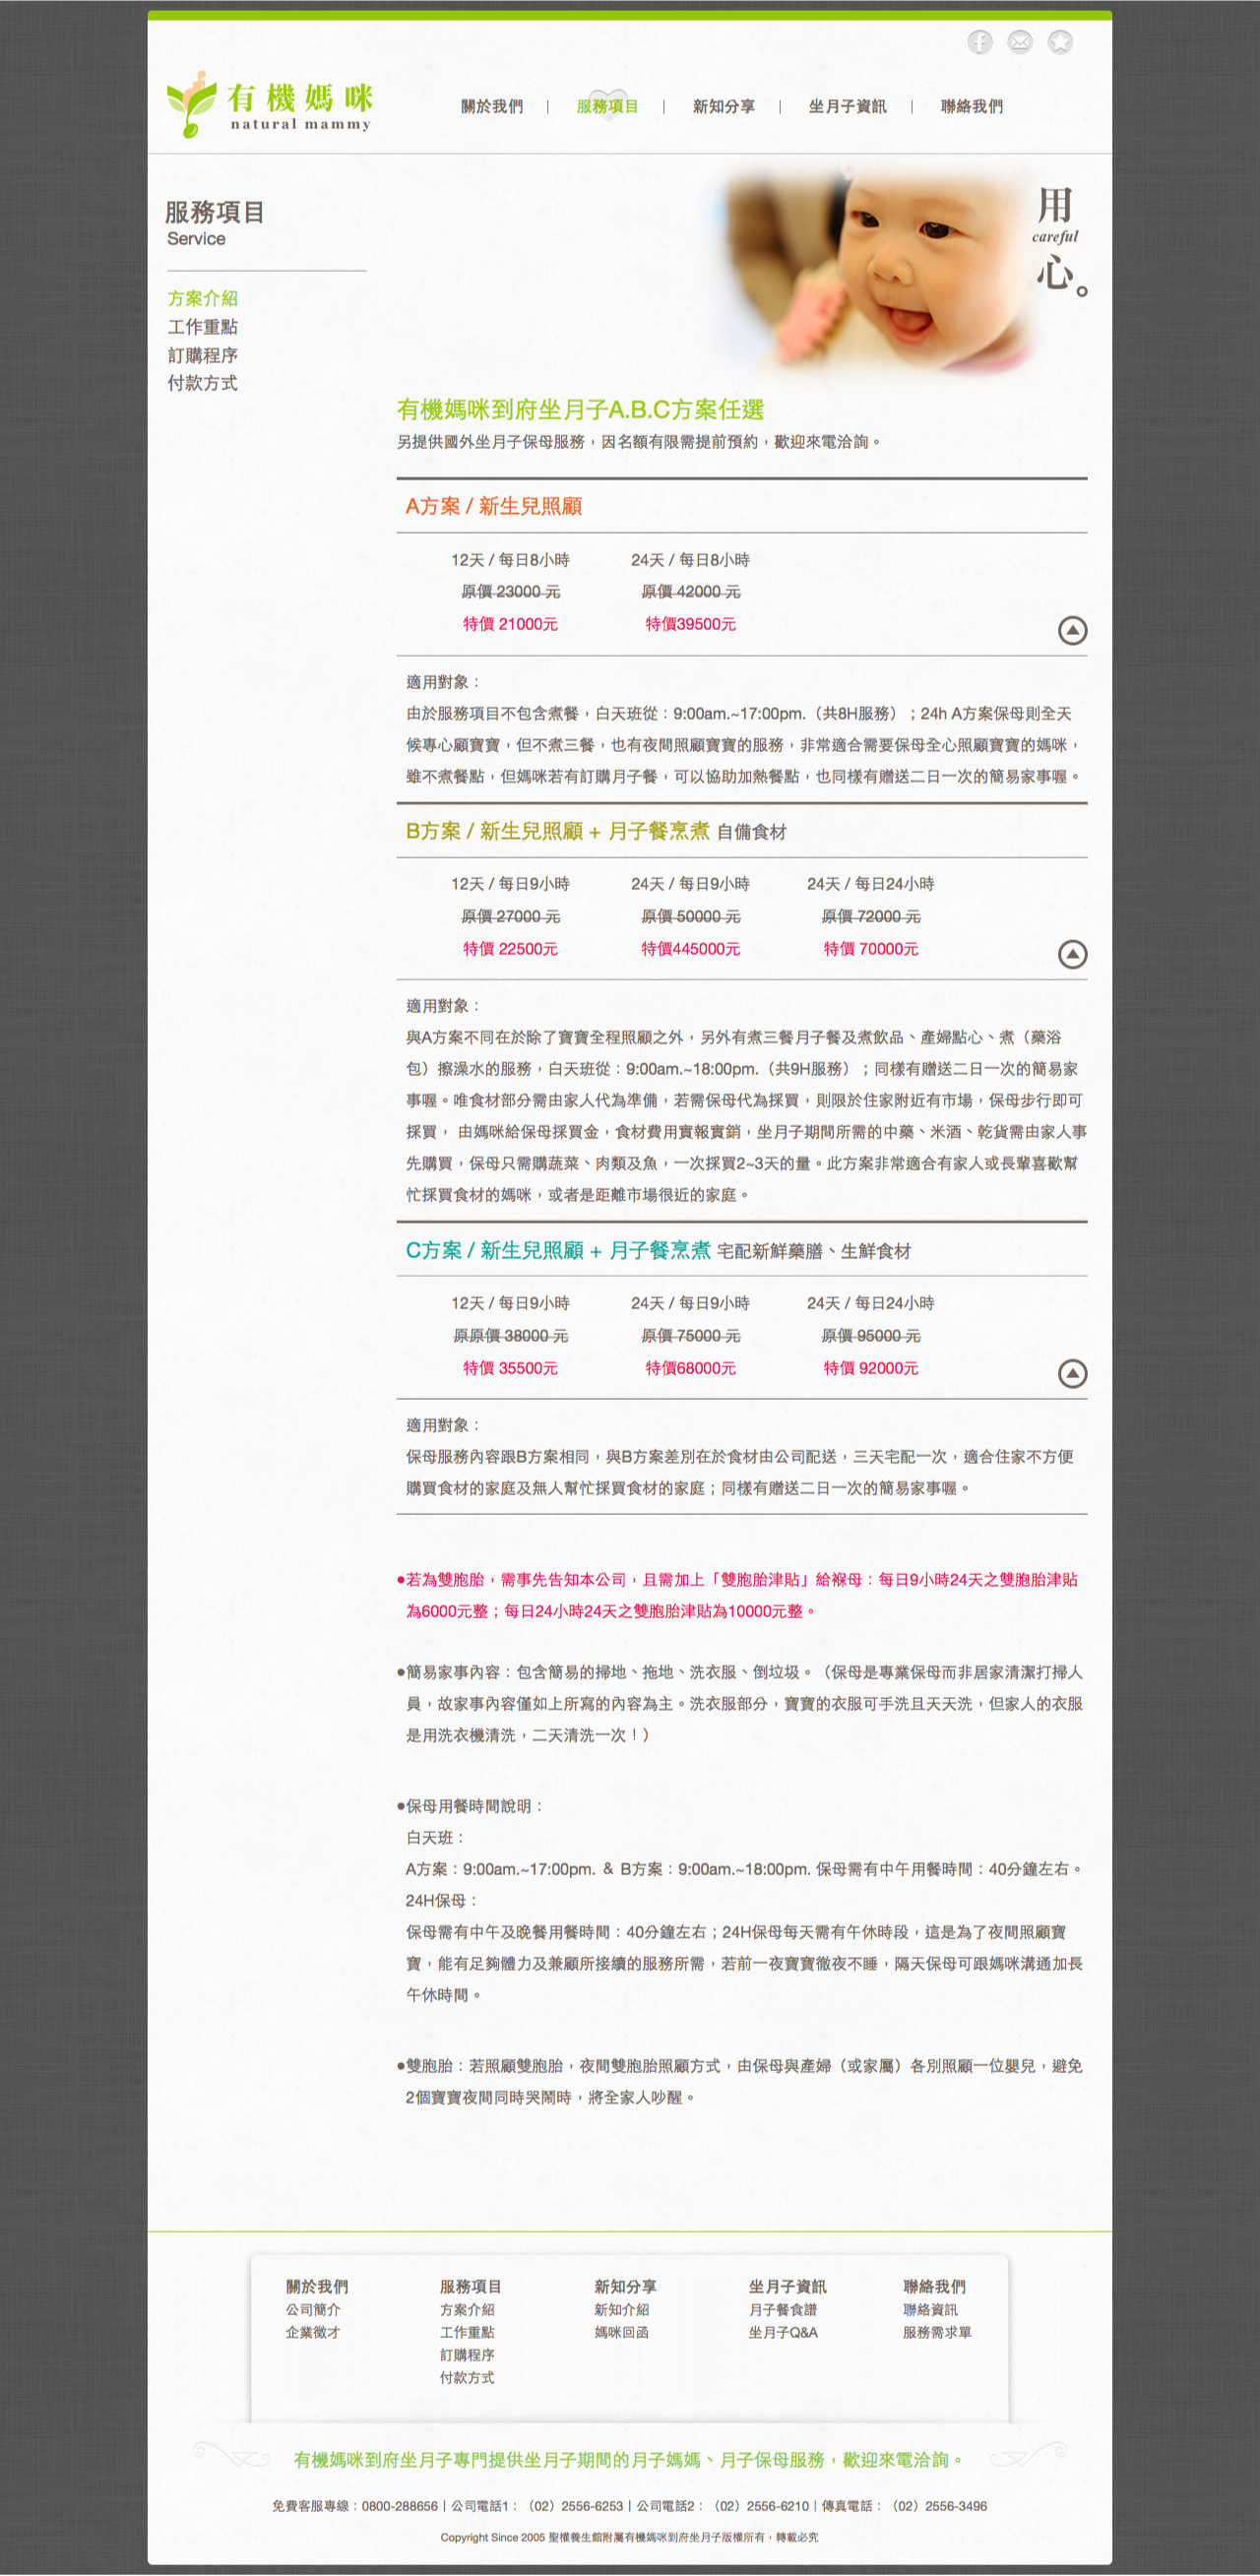 有機媽咪
natural mammy
關於我們 | 服務項目 | 新知分享 | 坐月子資訊 | 聯絡我們
服務項目
Service
方案介紹
工作重點
訂購程序
付款方式
用
careful
心。
有機媽咪到府坐月子A.B.C方案任選
另提供國外坐月子保母服務，因名額有限需提前預約，歡迎來電洽詢。
A方案 / 新生兒照顧
12天 / 每日8小時 24天 / 每日8小時
原價 23000 元 原價 42000 元
特價 21000元 特價39500元
適用對象：
由於服務項目不包含煮餐，白天班從：9:00am.~17:00pm.（共8H服務）；24h A方案保母則全天
候專心顧寶寶，但不煮三餐，也有夜間照顧寶寶的服務，非常適合需要保母全心照顧寶寶的媽咪，
雖不煮餐點，但媽咪若有訂購月子餐，可以協助加熱餐點，也同樣有贈送二日一次的簡易家事喔。
B方案 / 新生兒照顧 + 月子餐烹煮 自備食材
12天 / 每日9小時 24天 / 每日9小時 24天 / 每日24小時
原價 27000 元 原價 50000 元 原價 72000 元
特價 22500元 特價445000元 特價 70000元
適用對象：
與A方案不同在於除了寶寶全程照顧之外，另外有煮三餐月子餐及煮飲品、產婦點心、煮（藥浴
包）擦澡水的服務，白天班從：9:00am.~18:00pm.（共9H服務）；同樣有贈送二日一次的簡易家
事喔。唯食材部分需由家人代為準備，若需保母代為採買，則限於住家附近有市場，保母步行即可
採買， 由媽咪給保母採買金，食材費用實報實銷，坐月子期間所需的中藥、米酒、乾貨需由家人事
先購買，保母只需購蔬菜、肉類及魚，一次採買2~3天的量。此方案非常適合有家人或長輩喜歡幫
忙採買食材的媽咪，或者是距離市場很近的家庭。
C方案 / 新生兒照顧 + 月子餐烹煮 宅配新鮮藥膳、生鮮食材
12天 / 每日9小時 24天 / 每日9小時 24天 / 每日24小時
原原價 38000 元 原價 75000 元 原價 95000 元
特價 35500元 特價68000元 特價 92000元
適用對象：
保母服務內容跟B方案相同，與B方案差別在於食材由公司配送，三天宅配一次，適合住家不方便
購買食材的家庭及無人幫忙採買食材的家庭；同樣有贈送二日一次的簡易家事喔。
●若為雙胞胎，需事先告知本公司，且需加上「雙胞胎津貼」給褓母：每日9小時24天之雙胞胎津貼
為6000元整；每日24小時24天之雙胞胎津貼為10000元整。
●簡易家事內容：包含簡易的掃地、拖地、洗衣服、倒垃圾。（保母是專業保母而非居家清潔打掃人
員，故家事內容僅如上所寫的內容為主。洗衣服部分，寶寶的衣服可手洗且天天洗，但家人的衣服
是用洗衣機清洗，二天清洗一次！）
●保母用餐時間說明：
白天班：
A方案：9:00am.~17:00pm. & B方案：9:00am.~18:00pm. 保母需有中午用餐時間：40分鐘左右。
24H保母：
保母需有中午及晚餐用餐時間：40分鐘左右；24H保母每天需有午休時段，這是為了夜間照顧寶
寶，能有足夠體力及兼顧所接續的服務所需，若前一夜寶寶徹夜不睡，隔天保母可跟媽咪溝通加長
午休時間。
●雙胞胎：若照顧雙胞胎，夜間雙胞胎照顧方式，由保母與產婦（或家屬）各別照顧一位嬰兒，避免
2個寶寶夜間同時哭鬧時，將全家人吵醒。
關於我們 服務項目 新知分享 坐月子資訊 聯絡我們
公司簡介 方案介紹 新知介紹 月子餐食譜 聯絡資訊
企業徵才 工作重點 媽咪回函 坐月子Q&A 服務需求單
訂購程序
付款方式
有機媽咪到府坐月子專門提供坐月子期間的月子媽媽、月子保母服務，歡迎來電洽詢。
免費客服專線：0800-288656 | 公司電話1：（02）2556-6253 | 公司電話2：（02）2556-6210 | 傳真電話：（02）2556-3496
Copyright Since 2005 聖權養生館附屬有機媽咪到府坐月子版權所有，轉載必究